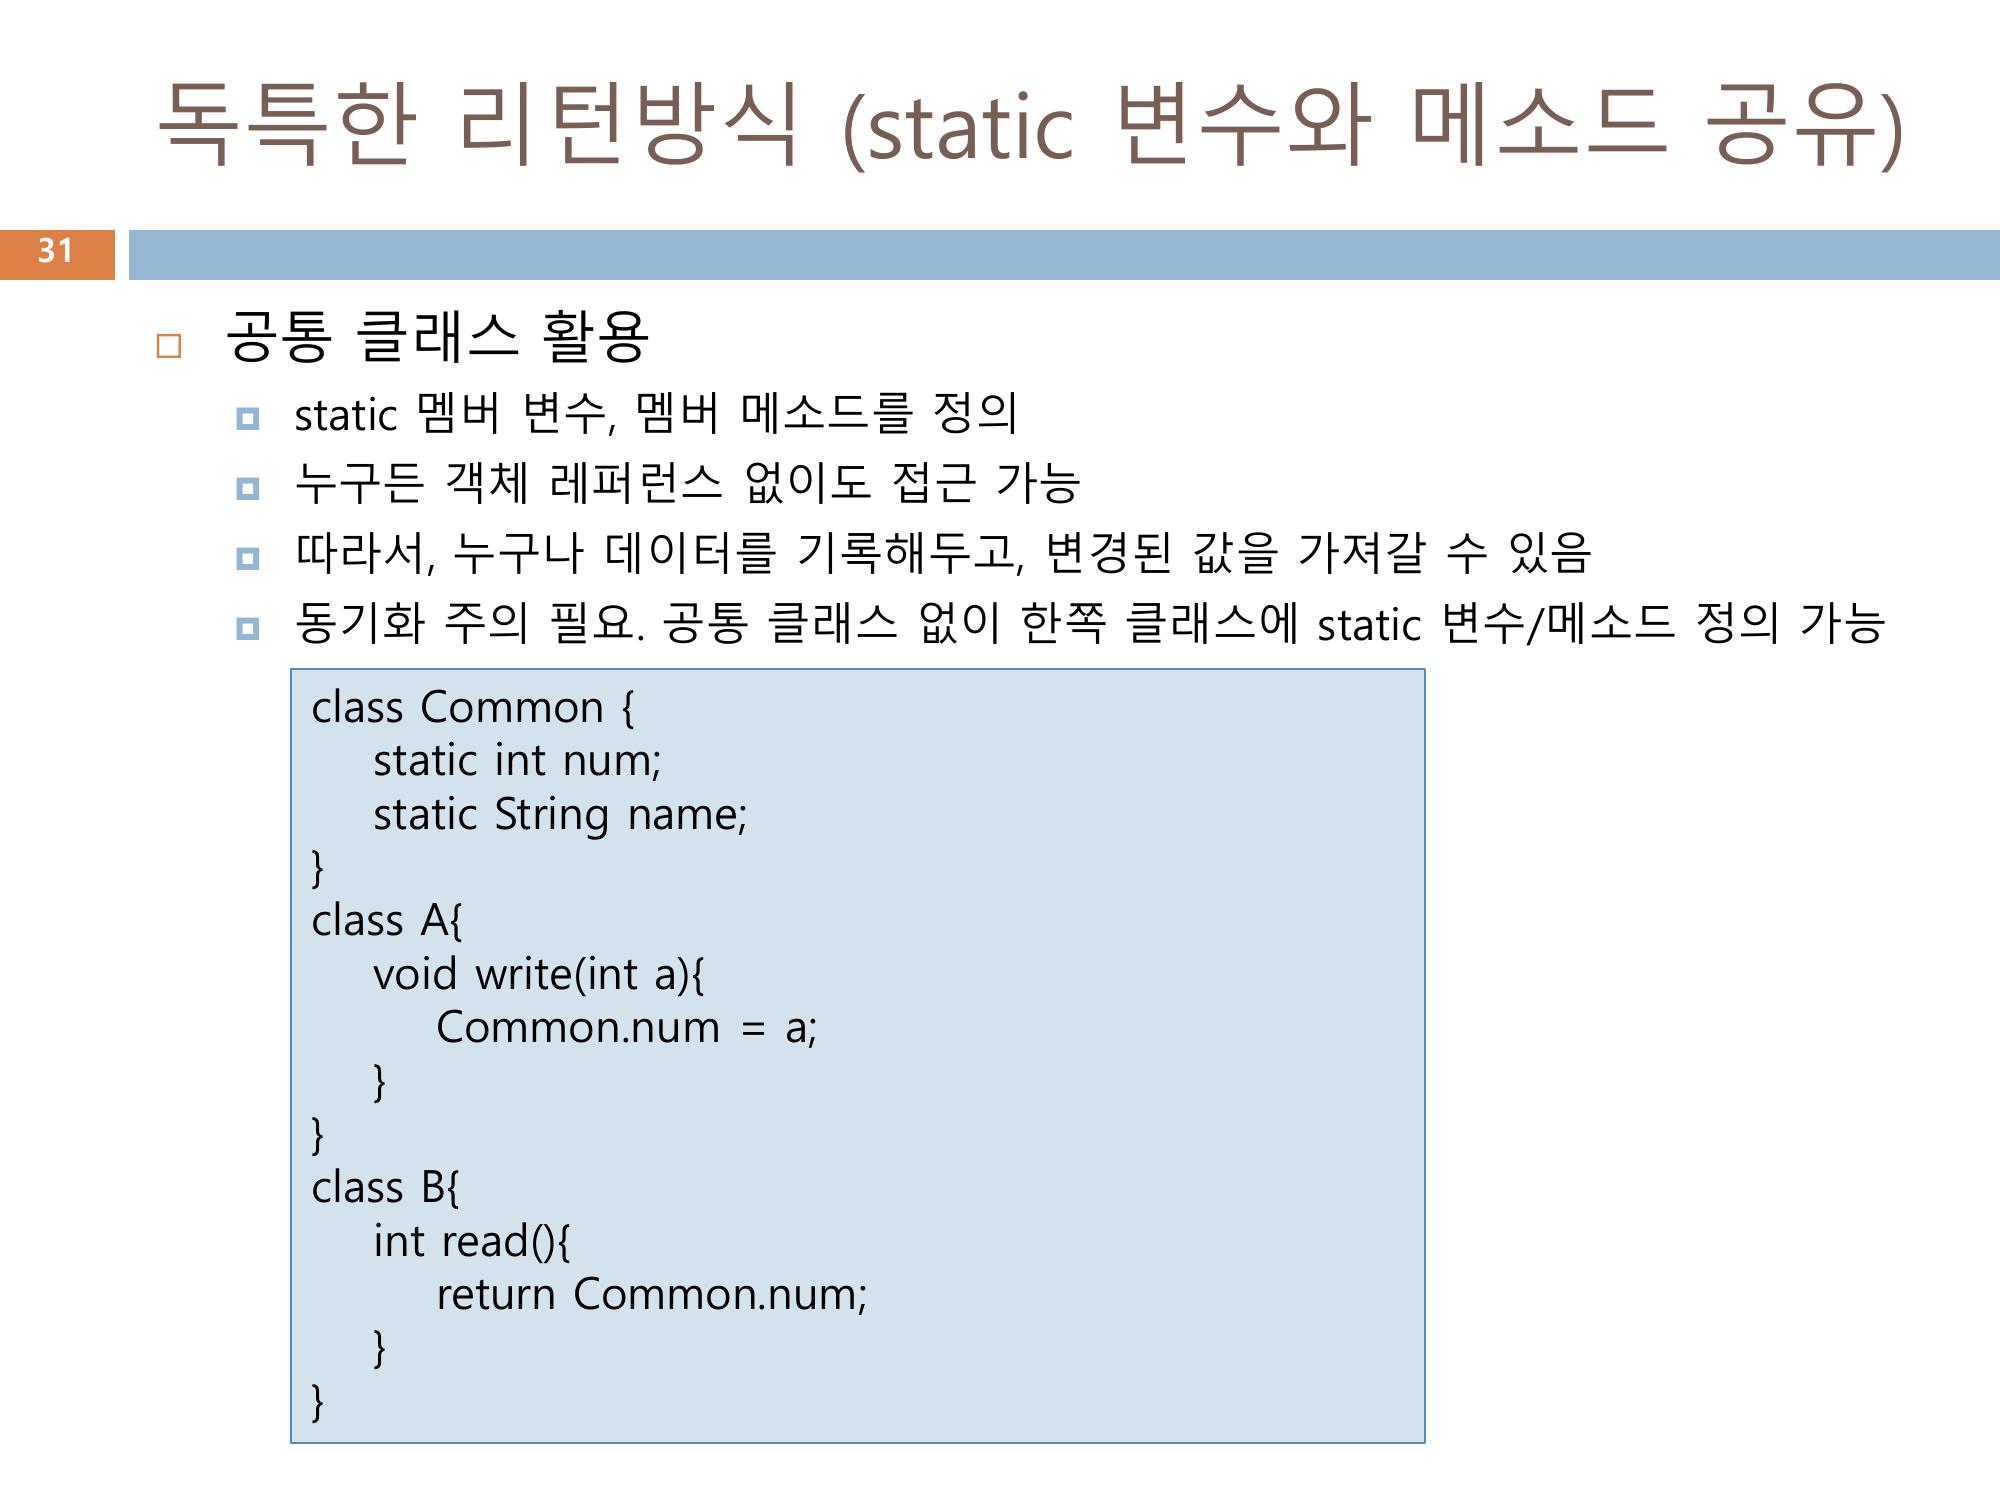 독특한 리턴방식 (static 변수와 메소드 공유)
31
공통 클래스 활용
static 멤버 변수, 멤버 메소드를 정의
누구든 객체 레퍼런스 없이도 접근 가능
따라서, 누구나 데이터를 기록해두고, 변경된 값을 가져갈 수 있음
동기화 주의 필요. 공통 클래스 없이 한쪽 클래스에 static 변수/메소드 정의 가능
class Common {
static int num;
static String name;
}
class A{
void write(int a){
Common.num = a;
}
}
class B{
int read(){
return Common.num;
}
}